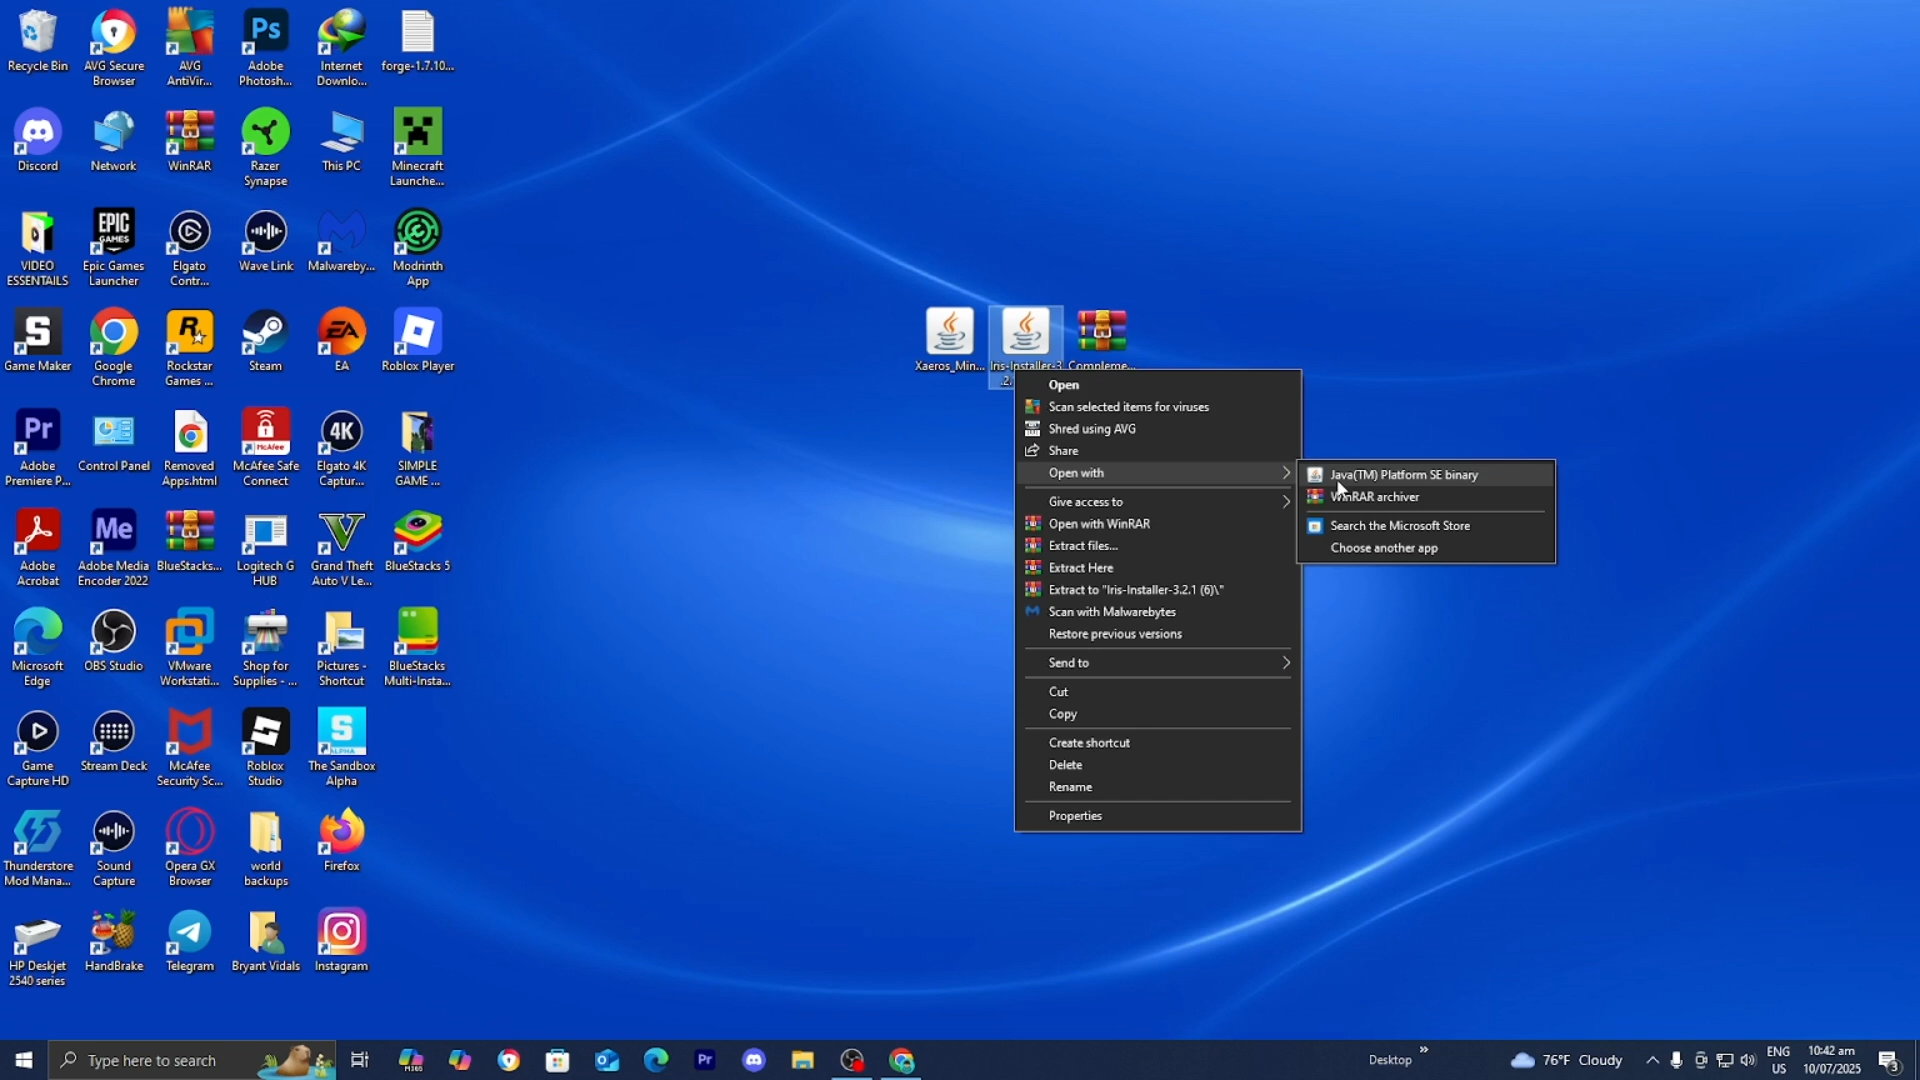 Recycle Bin
AVG Secure
Browser
AVG
AntiVir...
Adobe
Photosh...
Internet
Downlo...
forge-1.7.10...
Discord
Network
WinRAR
Razer
Synapse
This PC
Minecraft
Launche...
VIDEO
ESSENTAILS
Epic Games
Launcher
Elgato
Contr...
Wave Link
Malwareby...
Modrinth
App
Game Maker
Google
Chrome
Rockstar
Games ...
Steam
EA
Roblox Player
Adobe
Premiere P...
Control Panel
Removed
Apps.html
McAfee Safe
Connect
Elgato 4K
Captur...
SIMPLE
GAME ...
Adobe
Acrobat
Adobe Media
Encoder 2022
BlueStacks...
Logitech G
HUB
Grand Theft
Auto V Le...
BlueStacks 5
Microsoft
Edge
OBS Studio
VMware
Workstati...
Shop for
Supplies - ...
Pictures -
Shortcut
BlueStacks
Multi-Insta...
Game
Capture HD
Stream Deck
McAfee
Security Sc...
Roblox
Studio
The Sandbox
Alpha
Thunderstore
Mod Mana...
Sound
Capture
Opera GX
Browser
world
backups
Firefox
HP Deskjet
2540 series
HandBrake
Telegram
Bryant Vidals
Instagram
Xaeros_Min...
Iris-Installer-3
.2.
Compleme...
Open
Scan selected items for viruses
Shred using AVG
Share
Open with
Give access to
Open with WinRAR
Extract files...
Extract Here
Extract to "Iris-Installer-3.2.1 (6)\"
Scan with Malwarebytes
Restore previous versions
Send to
Cut
Copy
Create shortcut
Delete
Rename
Properties
Java(TM) Platform SE binary
WinRAR archiver
Search the Microsoft Store
Choose another app
Type here to search
Desktop
76°F Cloudy
ENG
US
10:42 am
10/07/2025
3